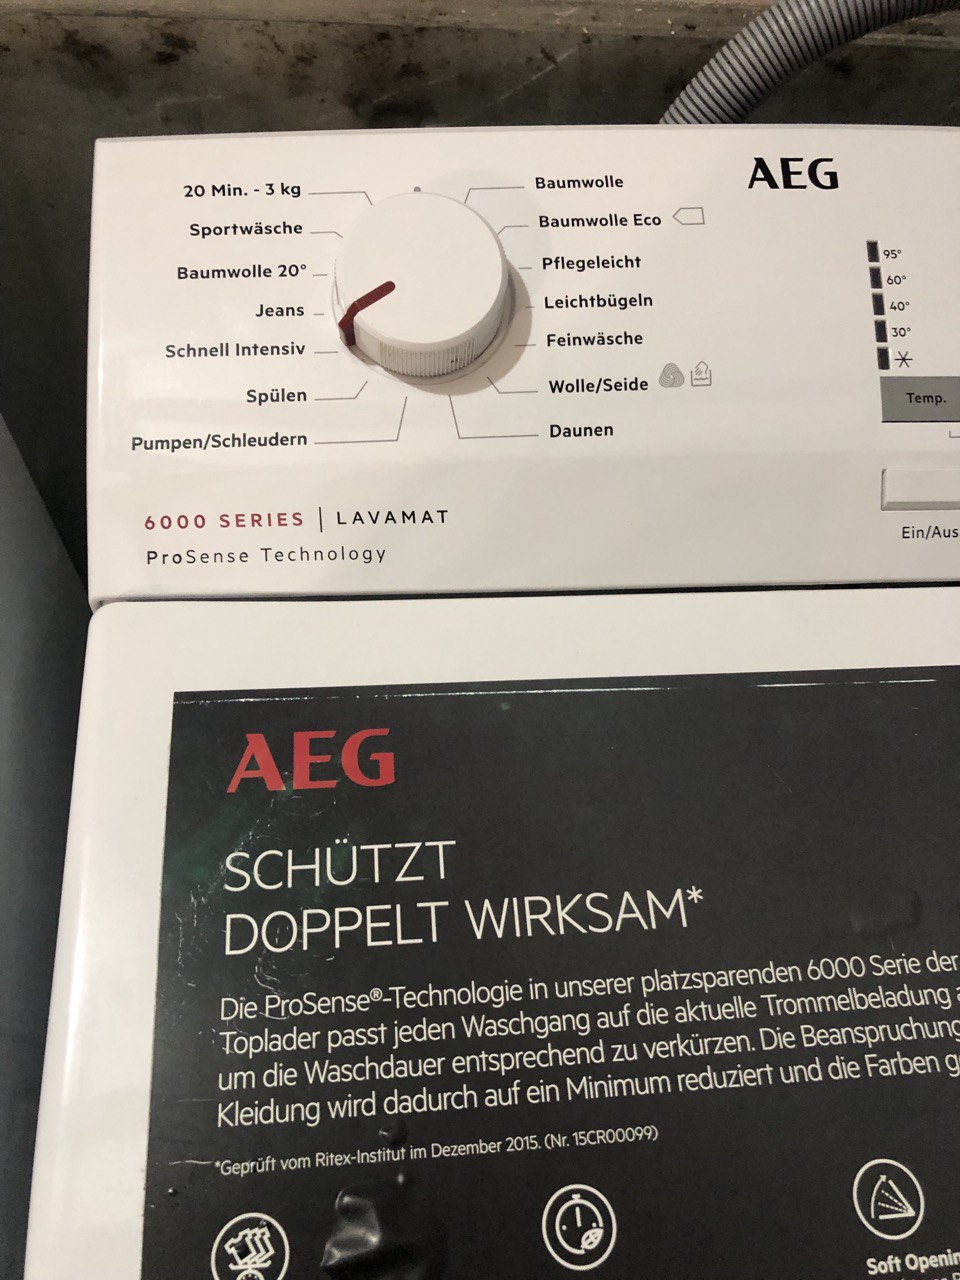 20 Min. - 3 kg
Sportwäsche
Baumwolle 20°
Jeans
Schnell Intensiv
Spülen
Pumpen/Schleudern
Baumwolle
Baumwolle Eco
Pflegeleicht
Leichtbügeln
Feinwäsche
Wolle/Seide
Daunen
AEG
95°
60°
40°
30°
Temp.
Ein/Aus
6000 SERIES | LAVAMAT
ProSense Technology
AEG
SCHÜTZT
DOPPELT WIRKSAM*
Die ProSense®-Technologie in unserer platzsparenden 6000 Serie der
Toplader passt jeden Waschgang auf die aktuelle Trommelbeladung
um die Waschdauer entsprechend zu verkürzen. Die Beanspruchung
Kleidung wird dadurch auf ein Minimum reduziert und die Farben
*Geprüft vom Ritex-Institut im Dezember 2015. (Nr. 15CR00099)
Soft